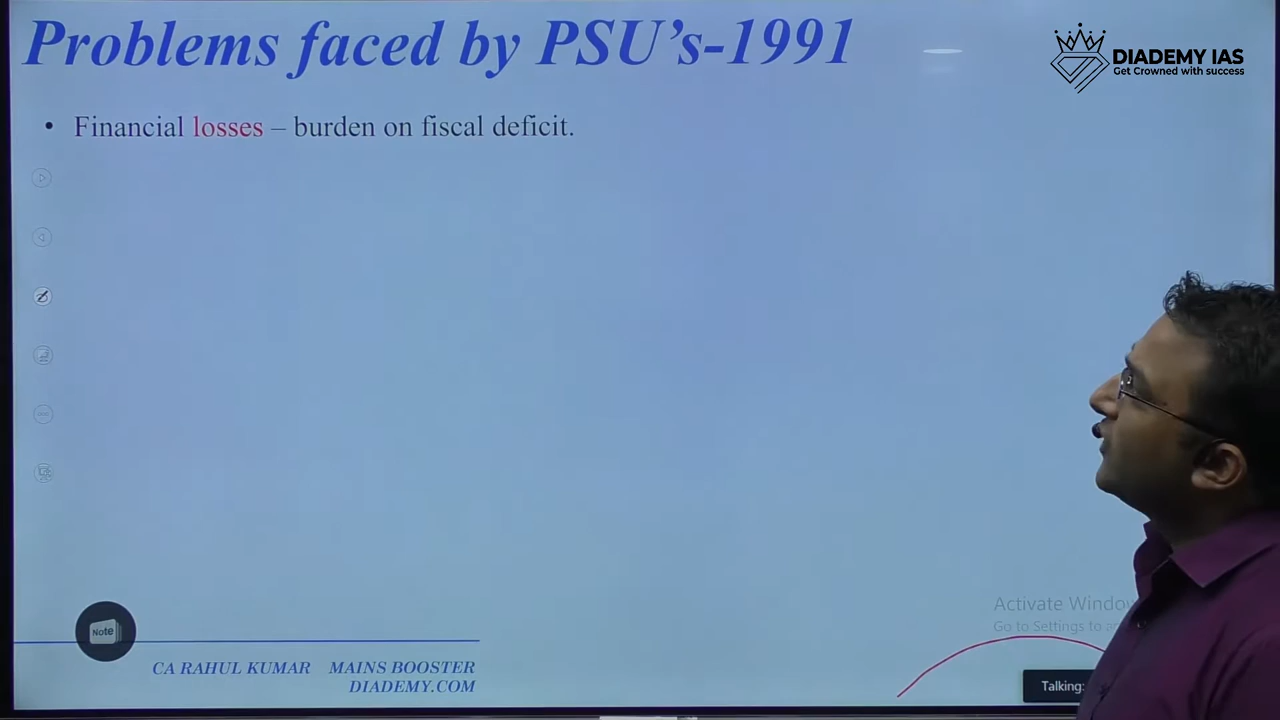 Problems faced by PSU’s-1991
DIADEMY IAS
Get Crowned with success
• Financial losses – burden on fiscal deficit.
Activate Window
Go to Settings to a
Note
CA RAHUL KUMAR MAINS BOOSTER
DIADEMY.COM
Talking: